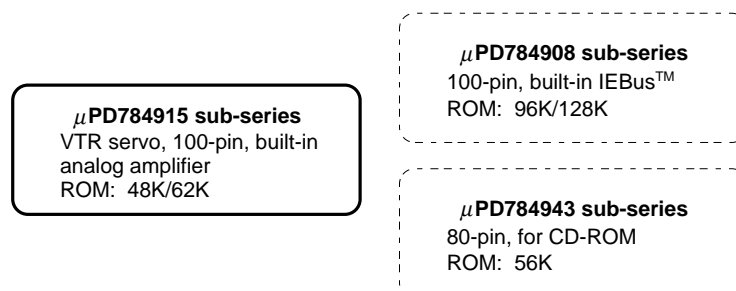 μPD784915 sub-series
VTR servo, 100-pin, built-in
analog amplifier
ROM: 48K/62K
μPD784908 sub-series
100-pin, built-in IEBus™
ROM: 96K/128K
μPD784943 sub-series
80-pin, for CD-ROM
ROM: 56K